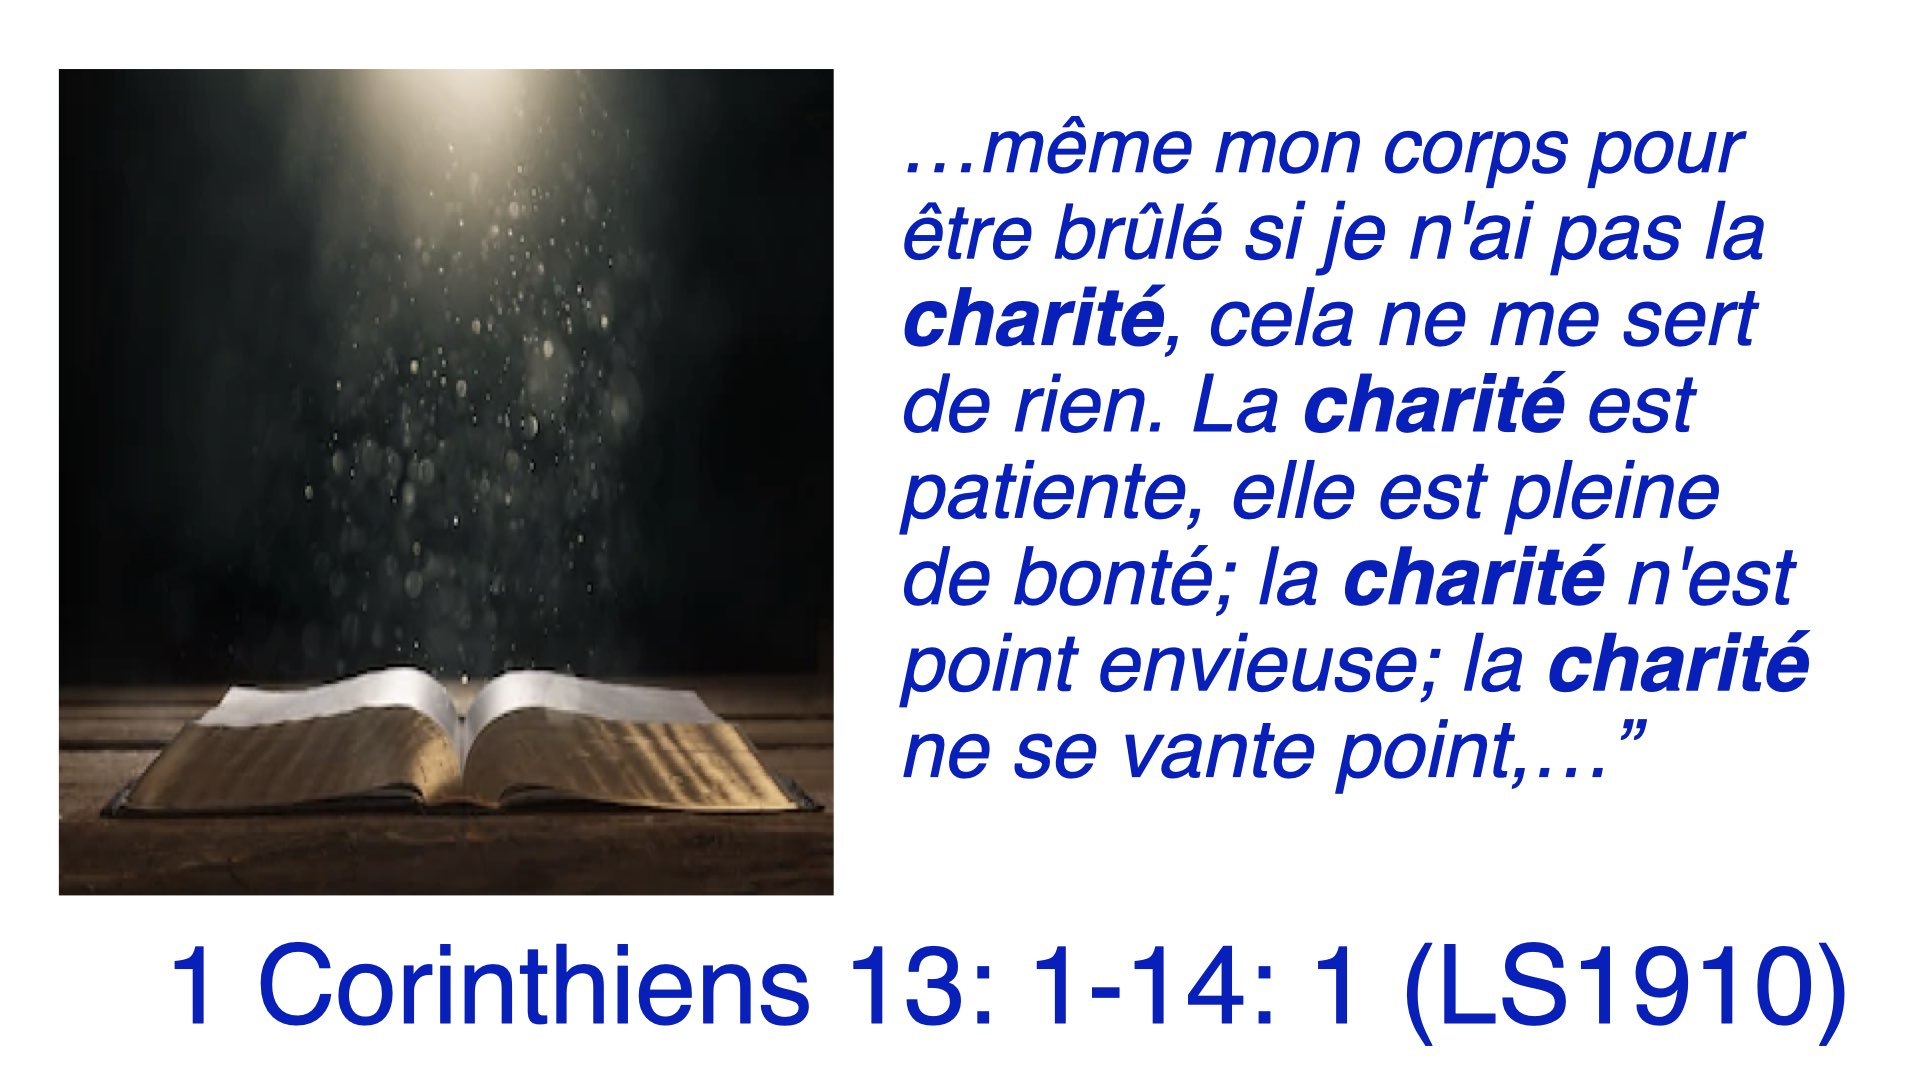 …même mon corps pour
être brûlé si je n'ai pas la
charité, cela ne me sert
de rien. La charité est
patiente, elle est pleine
de bonté; la charité n'est
point envieuse; la charité
ne se vante point,…”
1 Corinthiens 13: 1-14: 1 (LS1910)